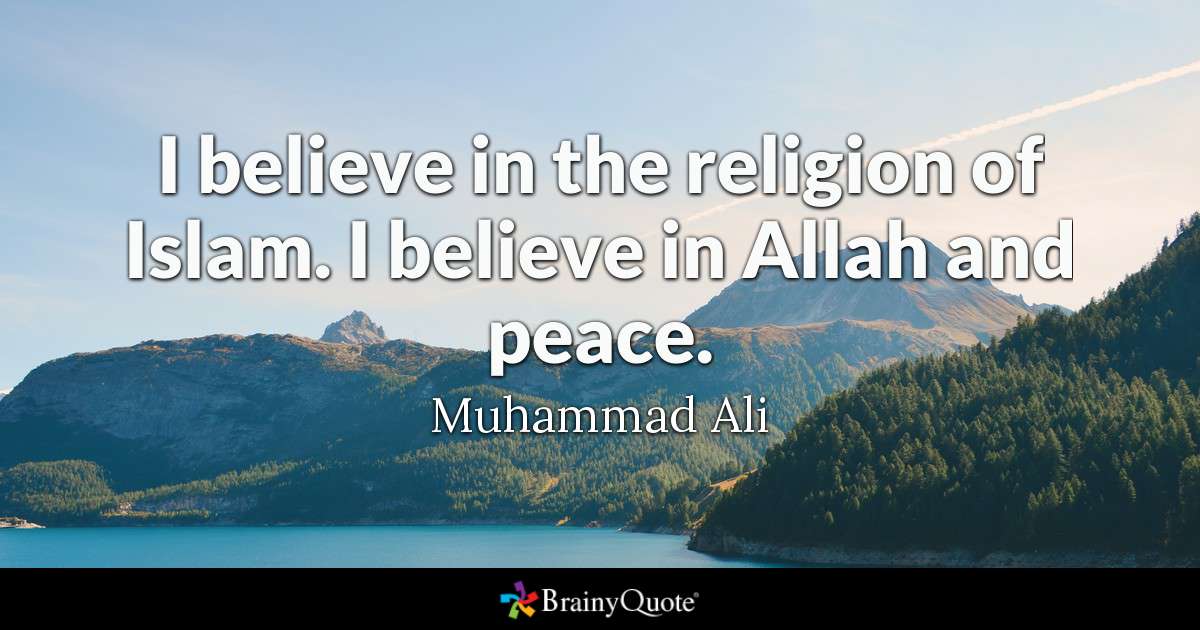 I believe in the religion of
Islam. I believe in Allah and
peace.
Muhammad Ali
BrainyQuote®